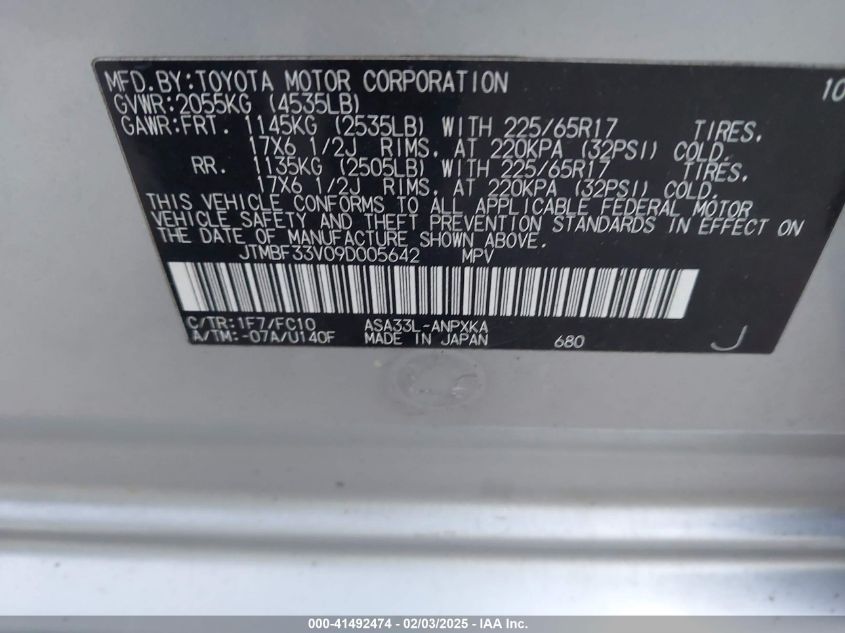 MFD.BY:TOYOTA MOTOR CORPORATION 10
GVWR:2055KG (4535LB)
GAWR:FRT. 1145KG (2535LB) WITH 225/65R17 TIRES,
17X6 1/2J RIMS, AT 220KPA (32PSI) COLD.
RR. 1135KG (2505LB) WITH 225/65R17 TIRES,
17X6 1/2J RIMS, AT 220KPA (32PSI) COLD.
THIS VEHICLE CONFORMS TO ALL APPLICABLE FEDERAL MOTOR
VEHICLE SAFETY AND THEFT PREVENTION STANDARDS IN EFFECT ON
THE DATE OF MANUFACTURE SHOWN ABOVE.
JTMBF33V09D005642 MPV
C/TR:1F7/FC10 ASA33L-ANPXKA
A/TM:-07A/U140F MADE IN JAPAN 680 J
000-41492474 - 02/03/2025 - IAA Inc.